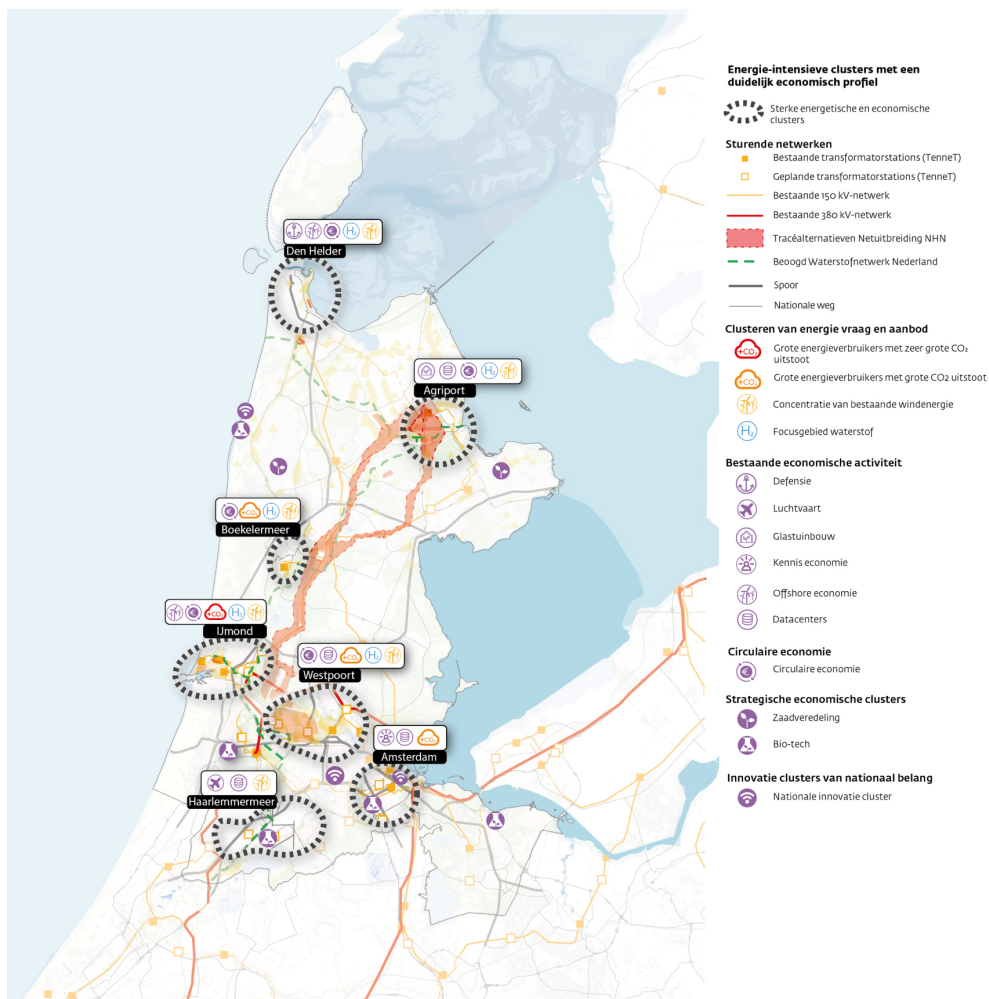 Den Helder
Agriport
Boekelermeer
IJmond
Westpoort
Amsterdam
Haarlemmermeer
H₂
H₂
+CO₂
H₂
+CO₂
H₂
+CO₂
H₂
+CO₂
Energie-intensieve clusters met een
duidelijk economisch profiel
Sterke energetische en economische
clusters
Sturende netwerken
Bestaande transformatorstations (TenneT)
Geplande transformatorstations (TenneT)
Bestaande 150 kV-netwerk
Bestaande 380 kV-netwerk
Tracéalternatieven Netuitbreiding NHN
Beoogd Waterstofnetwerk Nederland
Spoor
Nationale weg
Clusteren van energie vraag en aanbod
+CO₂
Grote energieverbruikers met zeer grote CO₂
uitstoot
+CO₂
Grote energieverbruikers met grote CO2 uitstoot
Concentratie van bestaande windenergie
H₂
Focusgebied waterstof
Bestaande economische activiteit
Defensie
Luchtvaart
Glastuinbouw
Kennis economie
Offshore economie
Datacenters
Circulaire economie
€
Circulaire economie
Strategische economische clusters
Zaadveredeling
Bio-tech
Innovatie clusters van nationaal belang
Nationale innovatie cluster